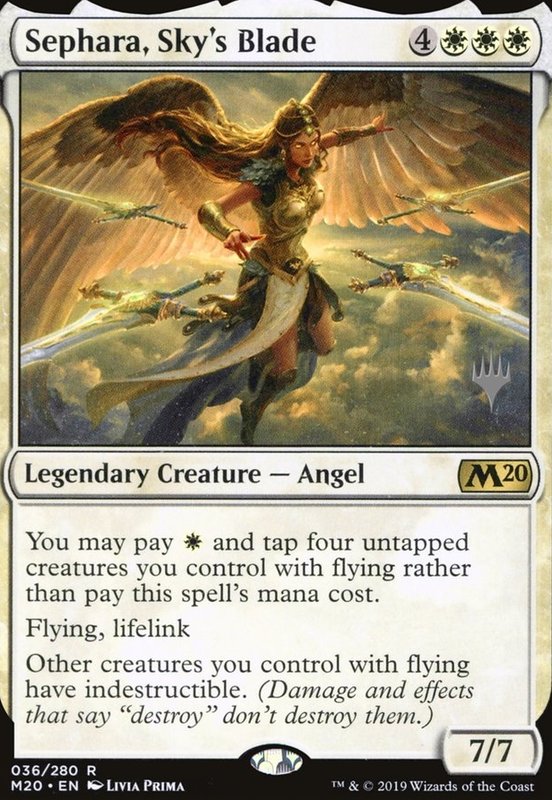 Sephara, Sky's Blade 4
Legendary Creature — Angel M20
You may pay and tap four untapped
creatures you control with flying rather
than pay this spell's mana cost.
Flying, lifelink
Other creatures you control with flying
have indestructible. (Damage and effects
that say "destroy" don't destroy them.)
7/7
036/280 R
M20 • EN Livia Prima
™ & © 2019 Wizards of the Coast